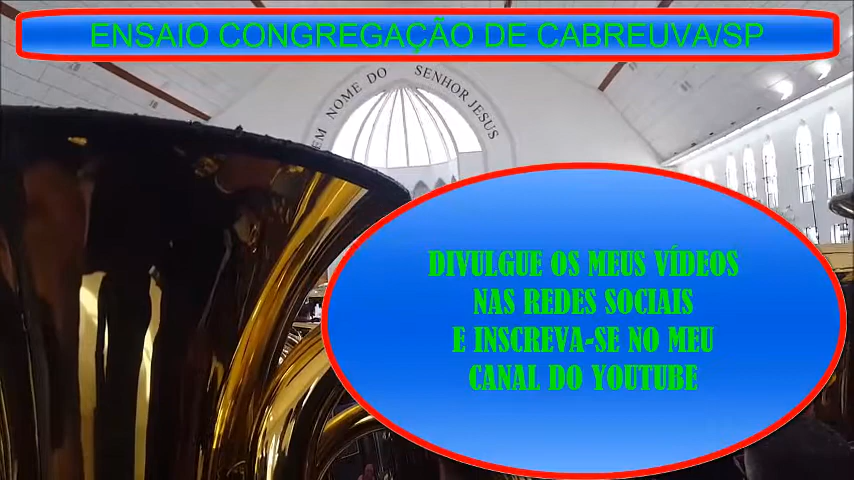 ENSAIO CONGREGAÇÃO DE CABREUVA/SP
EM NOME DO SENHOR JESUS
DIVULGUE OS MEUS VÍDEOS
NAS REDES SOCIAIS
E INSCREVA-SE NO MEU
CANAL DO YOUTUBE